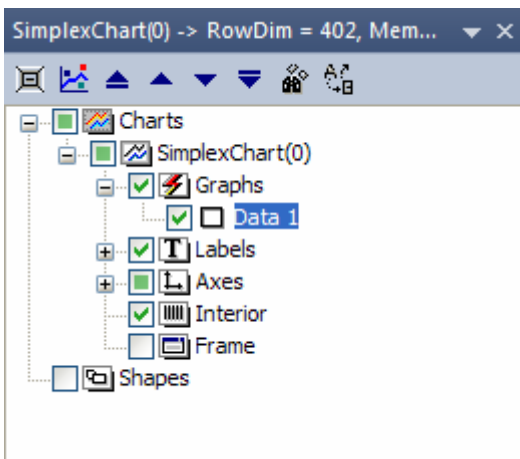 SimplexChart(0) -> RowDim = 402, Mem...
Charts
SimplexChart(0)
Graphs
Data 1
Labels
Axes
Interior
Frame
Shapes